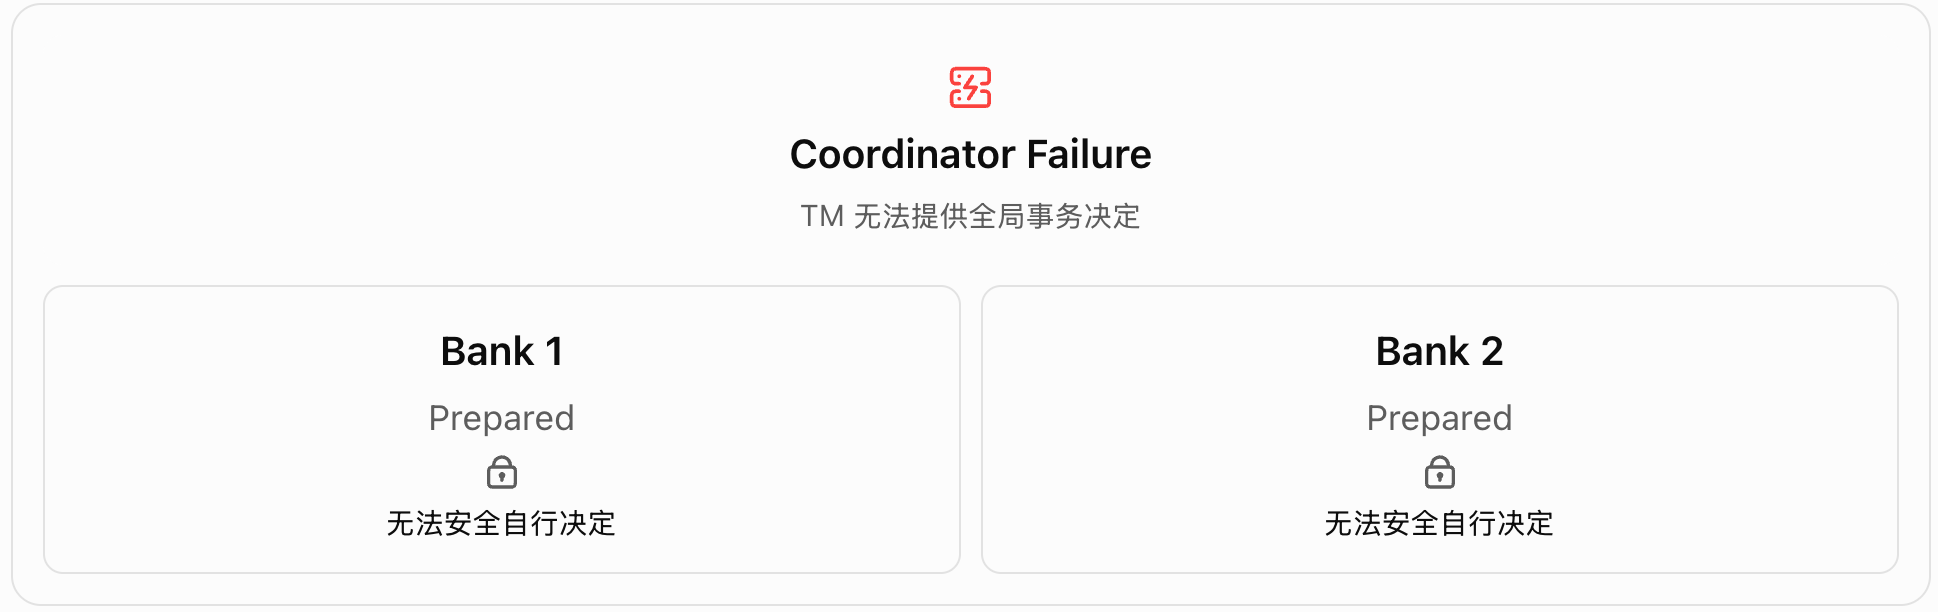 Coordinator Failure
TM 无法提供全局事务决定
Bank 1
Prepared
无法安全自行决定
Bank 2
Prepared
无法安全自行决定